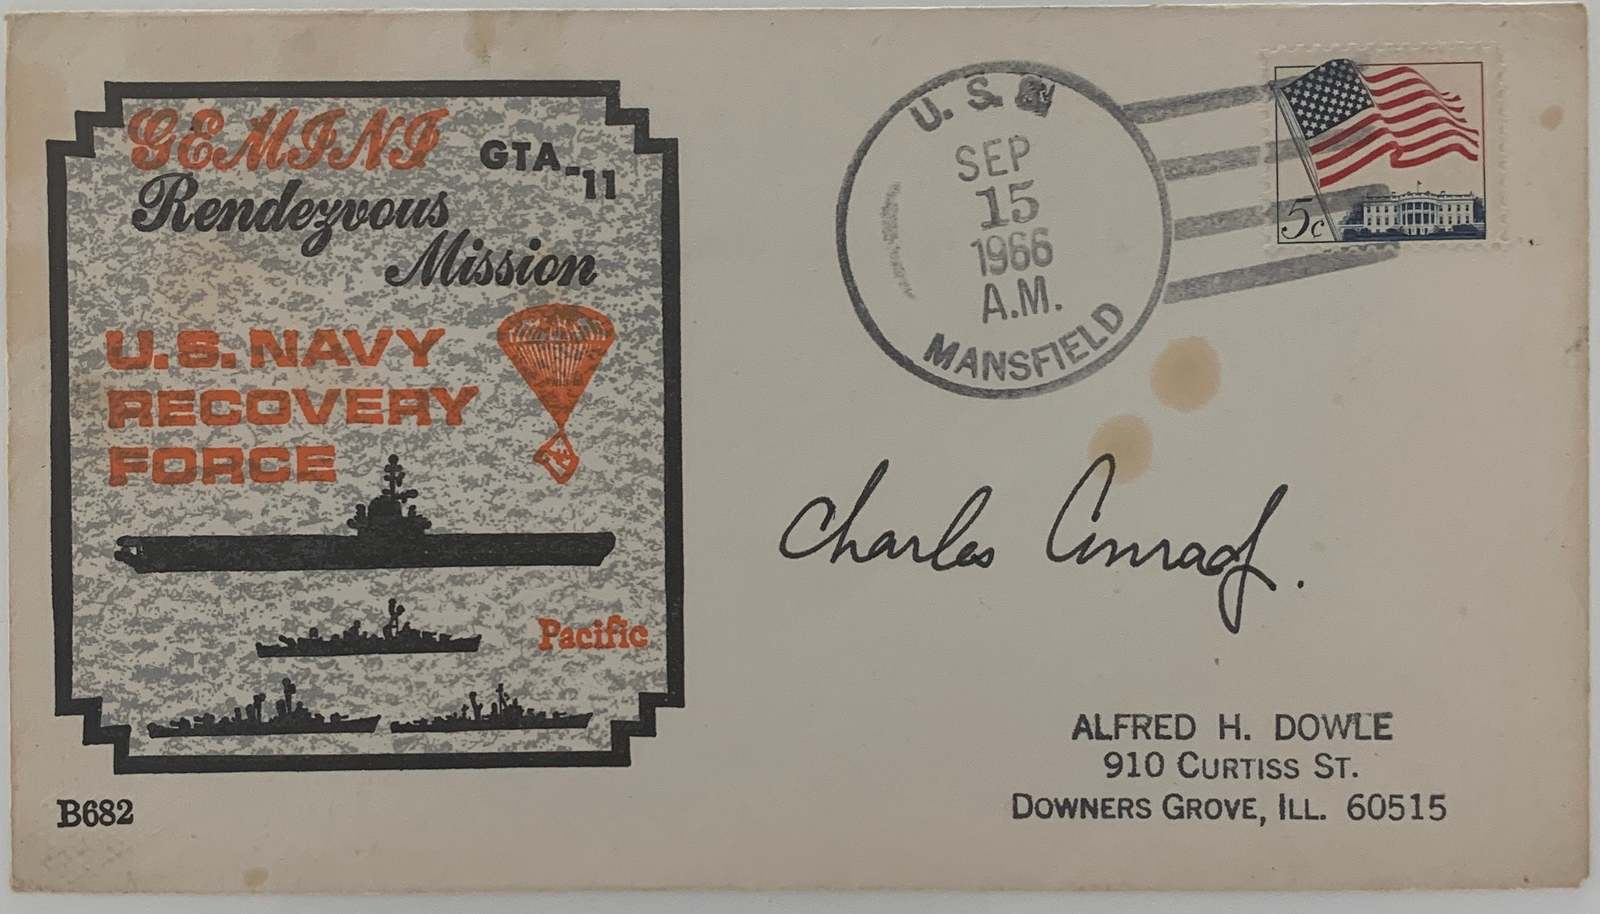 GEMINI GTA-11
Rendezvous
Mission
U.S. NAVY
RECOVERY
FORCE
Pacific
B682
U. S. S.
SEP
15
1966
A.M.
MANSFIELD
5c
Charles Conrad.
ALFRED H. DOWLE
910 CURTISS ST.
DOWNERS GROVE, ILL. 60515